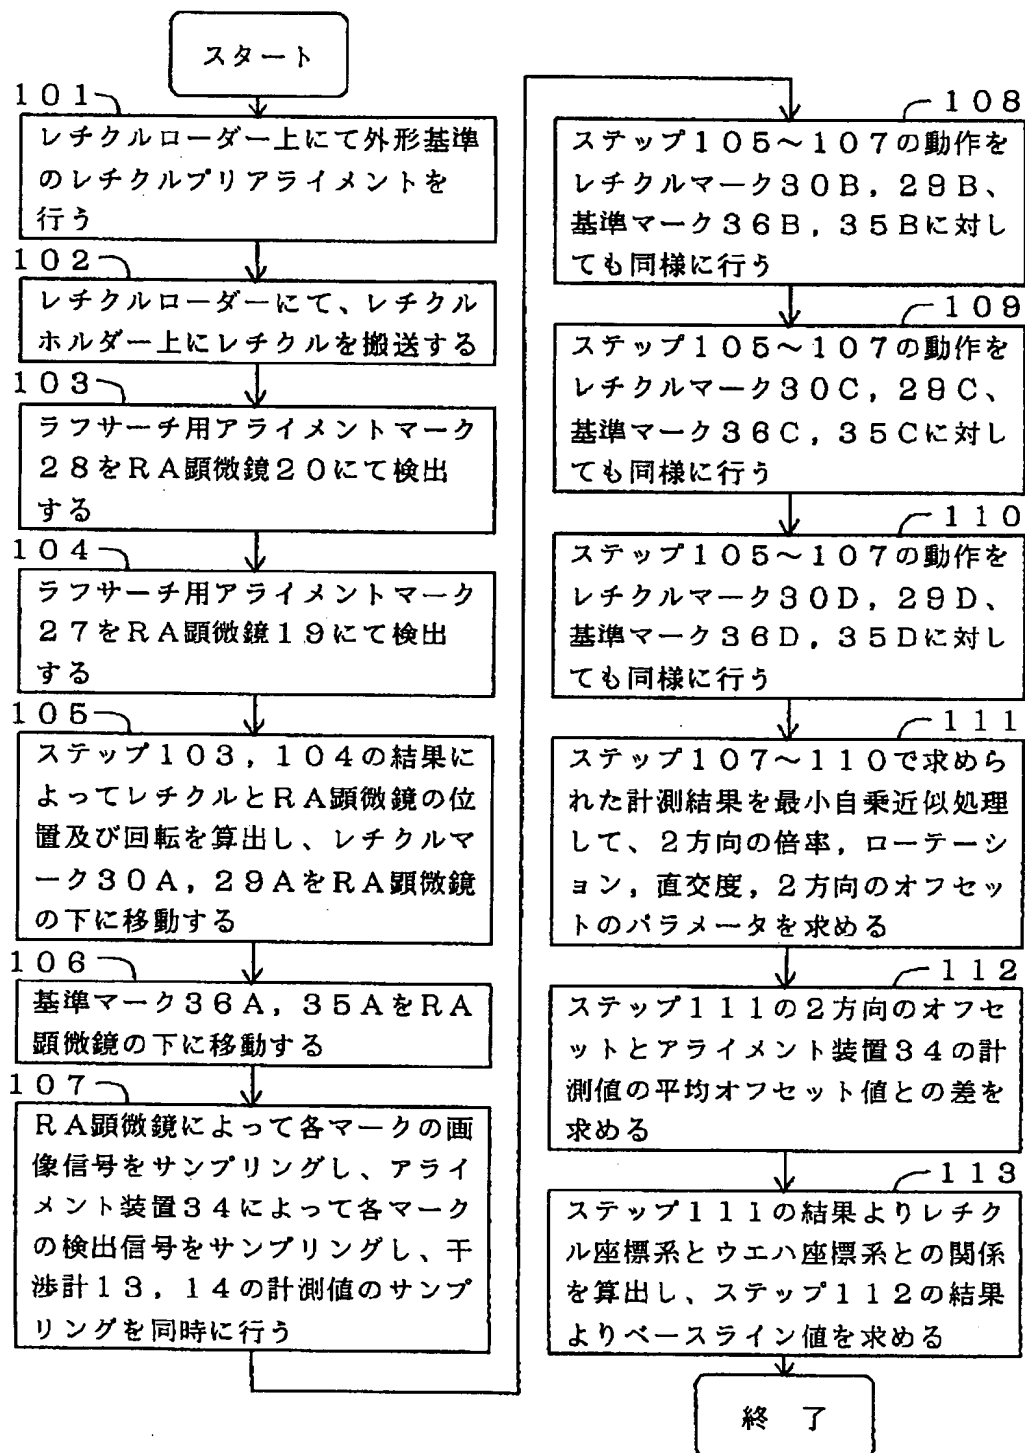 スタート
101
レチクルローダー上にて外形基準
のレチクルプリアライメントを
行う
102
レチクルローダーにて、レチクル
ホルダー上にレチクルを搬送する
103
ラフサーチ用アライメントマーク
28をRA顕微鏡20にて検出
する
104
ラフサーチ用アライメントマーク
27をRA顕微鏡19にて検出
する
105
ステップ103,104の結果に
よってレチクルとRA顕微鏡の位
置及び回転を算出し、レチクルマ
ーク30A,29AをRA顕微鏡
の下に移動する
106
基準マーク36A,35AをRA
顕微鏡の下に移動する
107
RA顕微鏡によって各マークの画
像信号をサンプリングし、アライ
メント装置34によって各マーク
の検出信号をサンプリングし、干
渉計13,14の計測値のサンプ
リングを同時に行う
108
ステップ105~107の動作を
レチクルマーク30B,29B、
基準マーク36B,35Bに対し
ても同様に行う
109
ステップ105~107の動作を
レチクルマーク30C,29C、
基準マーク36C,35Cに対し
ても同様に行う
110
ステップ105~107の動作を
レチクルマーク30D,29D、
基準マーク36D,35Dに対し
ても同様に行う
111
ステップ107~110で求めら
れた計測結果を最小自乗近似処理
して、2方向の倍率,ローテーシ
ョン,直交度,2方向のオフセット
のパラメータを求める
112
ステップ111の2方向のオフセ
ットとアライメント装置34の計
測値の平均オフセット値との差を
求める
113
ステップ111の結果よりレチク
ル座標系とウエハ座標系との関係
を算出し、ステップ112の結果
よりベースライン値を求める
終了